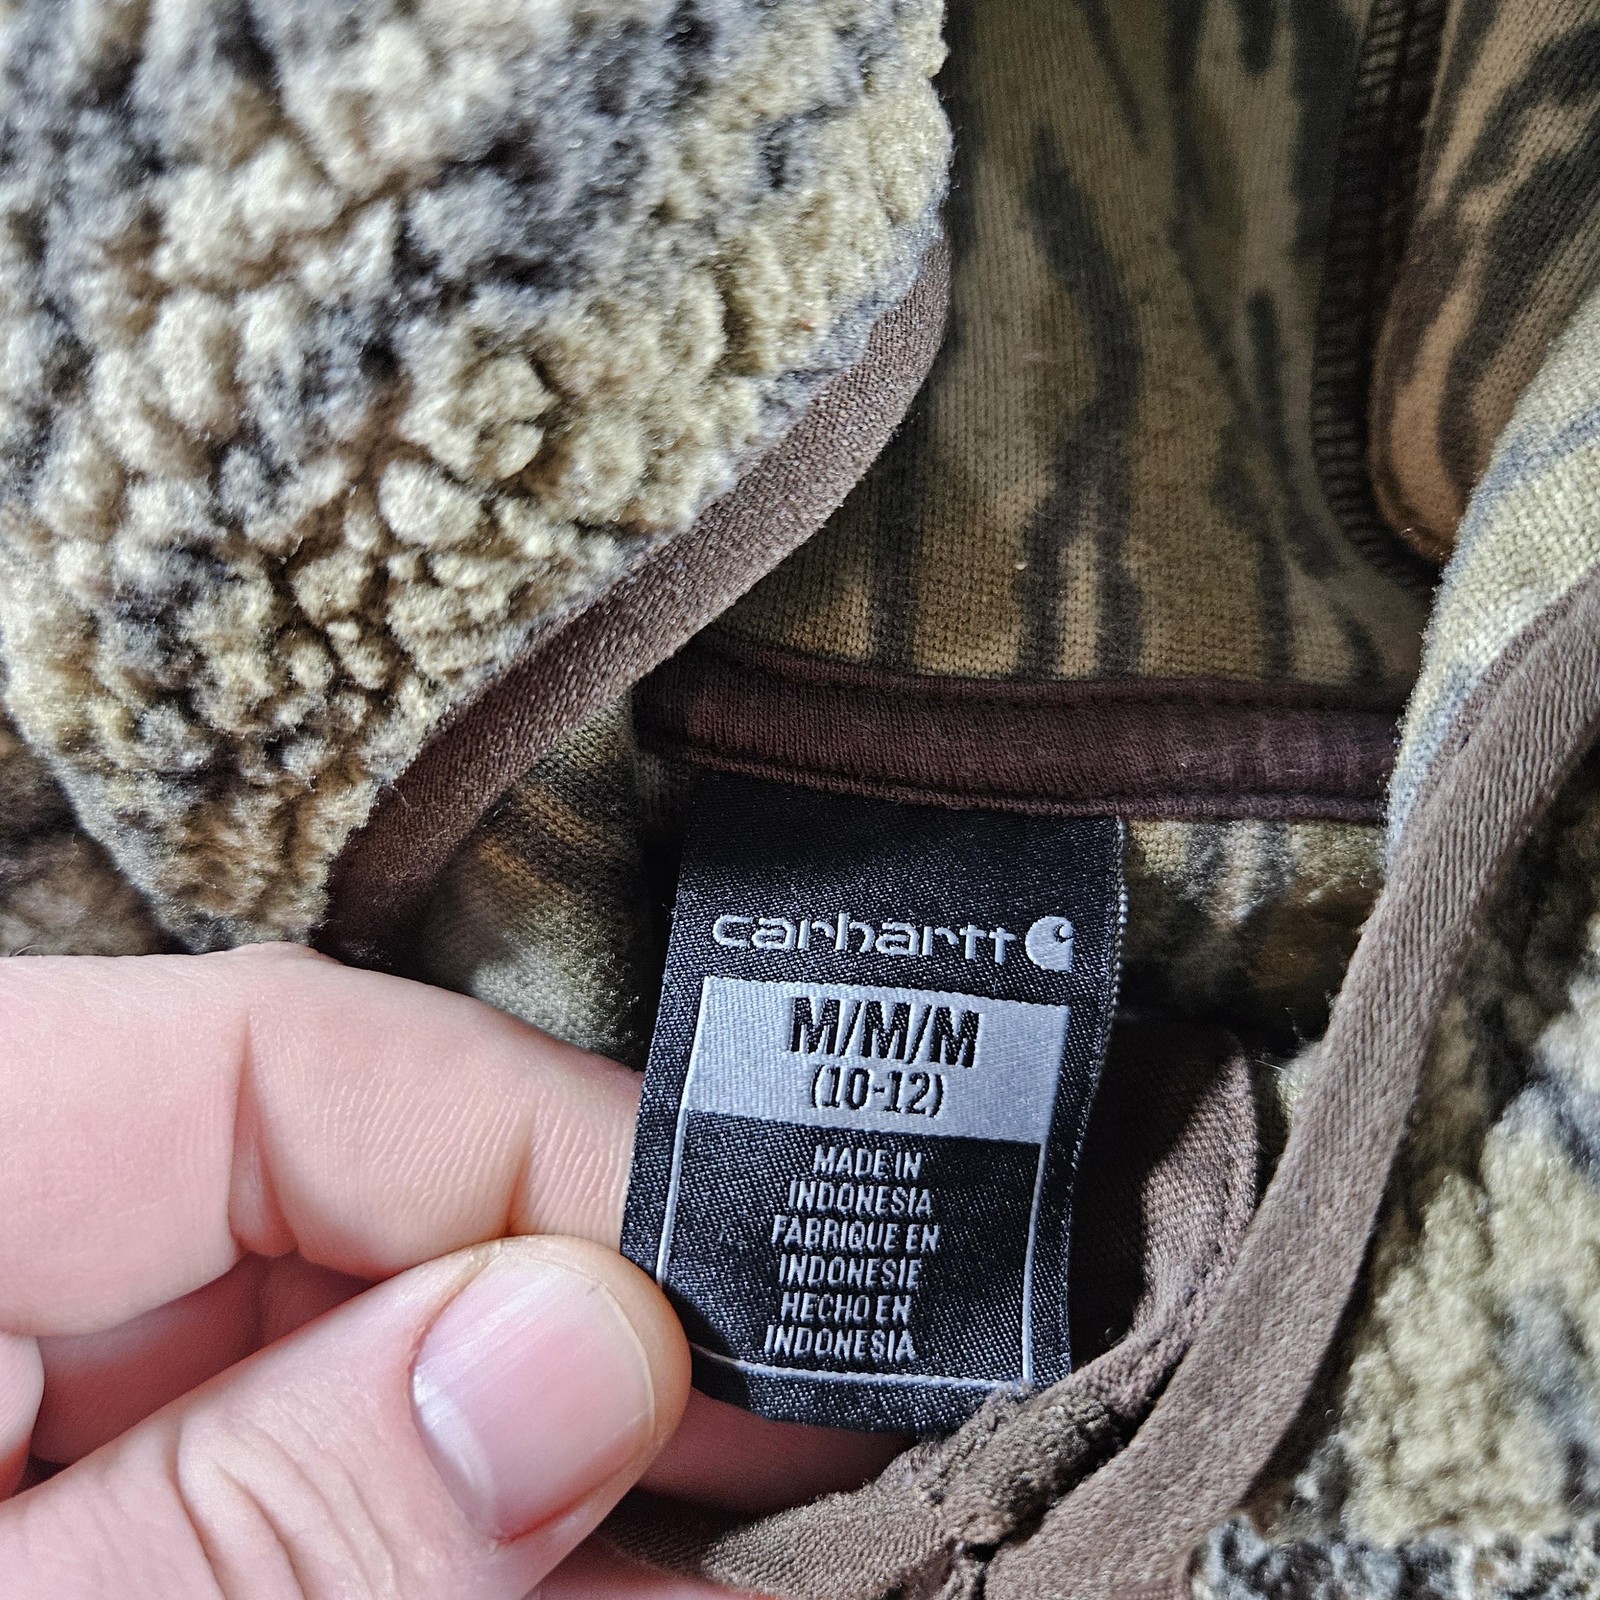 carhartt
M/M/M
(10-12)
MADE IN
INDONESIA
FABRIQUE EN
INDONESIE
HECHO EN
INDONESIA